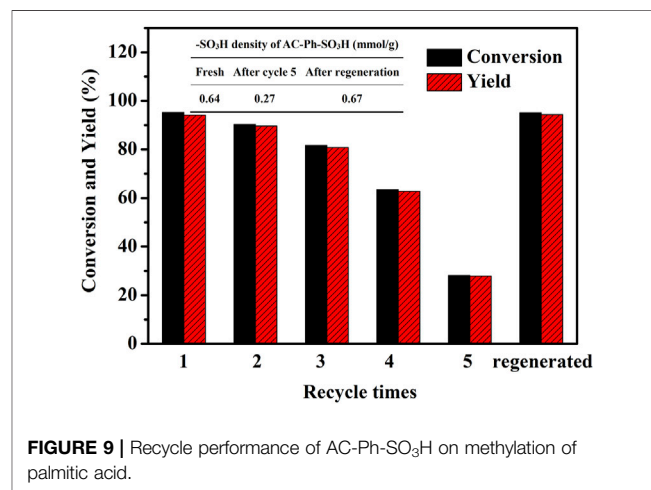 -SO₃H density of AC-Ph-SO₃H (mmol/g)
Fresh After cycle 5 After regeneration
0.64 0.27 0.67
Conversion
Yield
Conversion and Yield (%)
120
100
80
60
40
20
0
1 2 3 4 5 regenerated
Recycle times
FIGURE 9 | Recycle performance of AC-Ph-SO₃H on methylation of
palmitic acid.